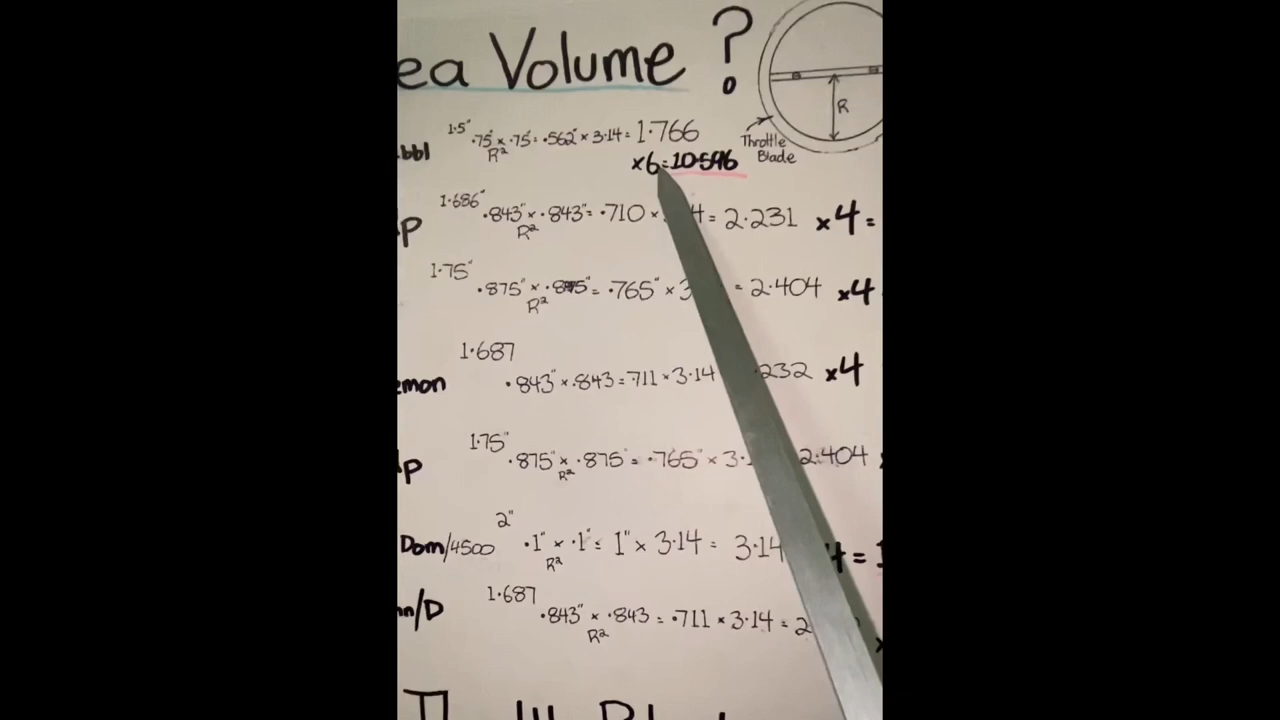 ea Volume ?
R
Throttle
Blade
bbl 1.5" .75" x .75" = .562" x 3.14 = 1.766
R²
x6 = 10.596
p 1.686" .843" x .843" = .710 x 4 = 2.231 x4 =
R²
1.75" .875" x .875" = .765" x 3 = 2.404 x4
R²
emon 1.687 .843" x .843 = .711 x 3.14 .232 x4
p 1.75" .875" x .875" = .765" x 3. 2.404
R²
Dom/4500 2" .1" x .1" = 1" x 3.14 = 3.14 4 =
R²
nn/D 1.687 .843" x .843 = .711 x 3.14 = 2
R²